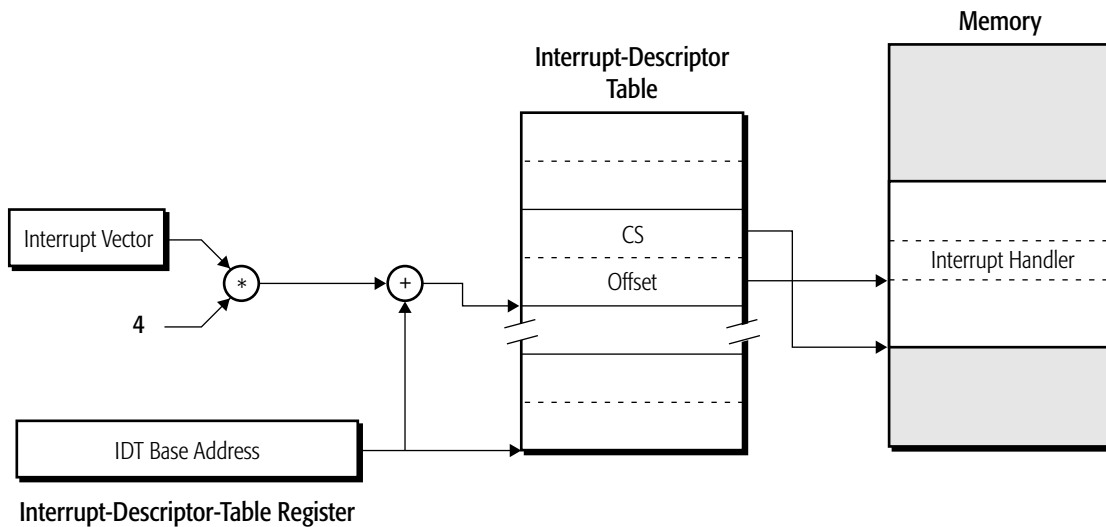 Memory
Interrupt-Descriptor
Table
Interrupt Vector
*
+
4
CS
Offset
Interrupt Handler
IDT Base Address
Interrupt-Descriptor-Table Register